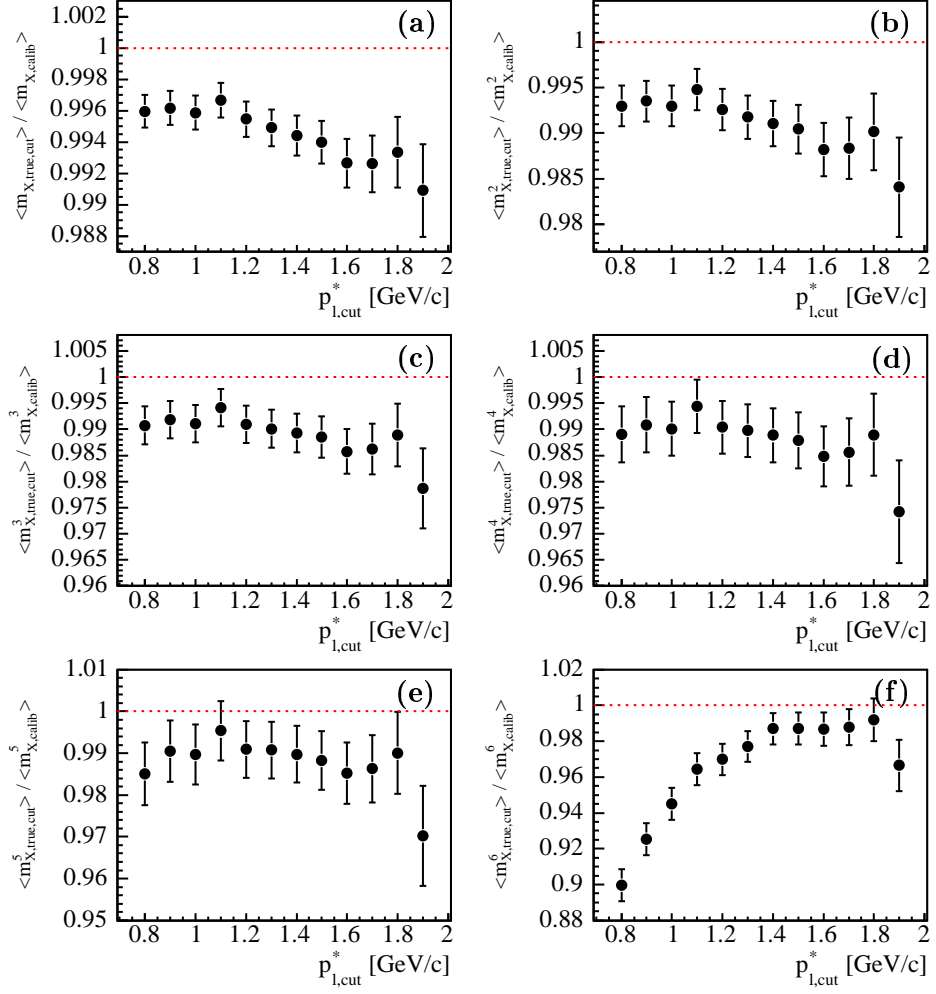 (a)
<m_X,true,cut> / <m_X,calib>
1.002
1
0.998
0.996
0.994
0.992
0.99
0.988
0.8 1 1.2 1.4 1.6 1.8 2
p*_l,cut [GeV/c]
(b)
<m²_X,true,cut> / <m²_X,calib>
1
0.995
0.99
0.985
0.98
0.8 1 1.2 1.4 1.6 1.8 2
p*_l,cut [GeV/c]
(c)
<m³_X,true,cut> / <m³_X,calib>
1.005
1
0.995
0.99
0.985
0.98
0.975
0.97
0.965
0.96
0.8 1 1.2 1.4 1.6 1.8 2
p*_l,cut [GeV/c]
(d)
<m⁴_X,true,cut> / <m⁴_X,calib>
1.005
1
0.995
0.99
0.985
0.98
0.975
0.97
0.965
0.96
0.8 1 1.2 1.4 1.6 1.8 2
p*_l,cut [GeV/c]
(e)
<m⁵_X,true,cut> / <m⁵_X,calib>
1.01
1
0.99
0.98
0.97
0.96
0.95
0.8 1 1.2 1.4 1.6 1.8 2
p*_l,cut [GeV/c]
(f)
<m⁶_X,true,cut> / <m⁶_X,calib>
1.02
1
0.98
0.96
0.94
0.92
0.9
0.88
0.8 1 1.2 1.4 1.6 1.8 2
p*_l,cut [GeV/c]